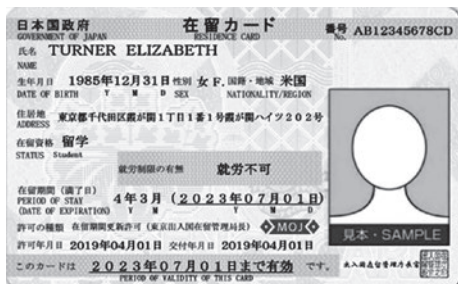 日本国政府 在留カード 番号 AB12345678CD
GOVERNMENT OF JAPAN RESIDENCE CARD No.
氏名 TURNER ELIZABETH
NAME
生年月日 1985年12月31日 性別 女 F. 国籍・地域 米国
DATE OF BIRTH Y M D SEX NATIONALITY/REGION
住居地 東京都千代田区霞が関1丁目1番1号霞が関ハイツ202号
ADDRESS
在留資格 留学
STATUS Student
就労制限の有無 就労不可
在留期間(満了日) 4年3月(2023年07月01日)
PERIOD OF STAY
(DATE OF EXPIRATION) Y M Y M D
許可の種類 在留期間更新許可(東京出入国在留管理局長) MOJ
見本・SAMPLE
許可年月日 2019年04月01日 交付年月日 2019年04月01日
このカードは 2023年07月01日まで有効 です。
PERIOD OF VALIDITY OF THIS CARD
出入国在留管理庁長官